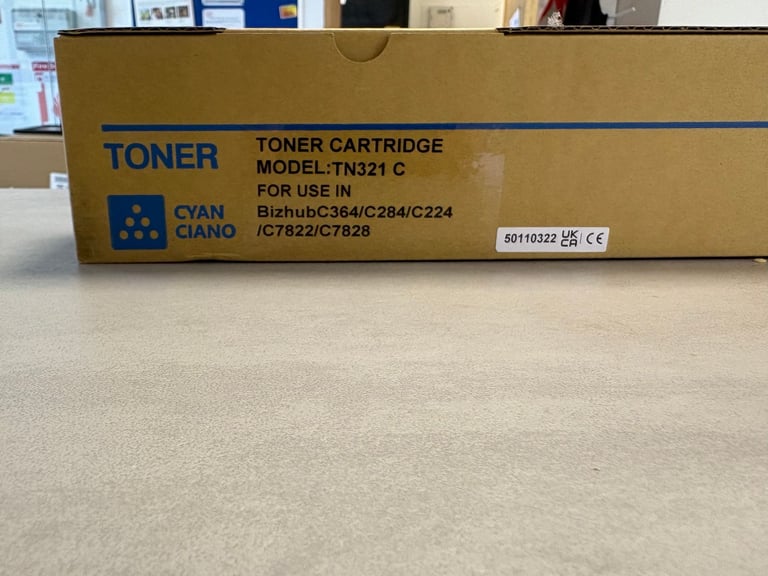 TONER
TONER CARTRIDGE
MODEL:TN321 C
FOR USE IN
BizhubC364/C284/C224
/C7822/C7828
CYAN
CIANO
50110322 UK CA CE